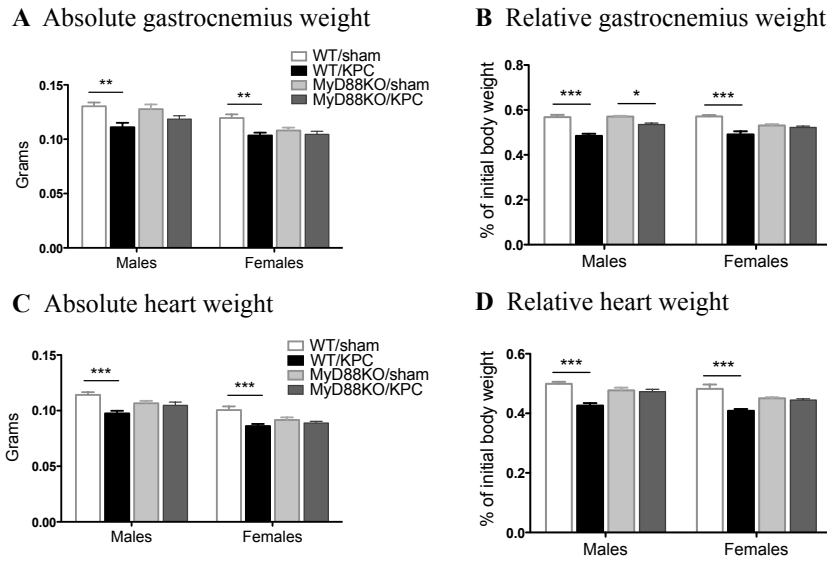 A Absolute gastrocnemius weight
WT/sham
WT/KPC
MyD88KO/sham
MyD88KO/KPC
Grams
0.15
0.10
0.05
0.00
**
**
Males
Females
B Relative gastrocnemius weight
% of initial body weight
0.8
0.6
0.4
0.2
0.0
***
*
***
Males
Females
C Absolute heart weight
WT/sham
WT/KPC
MyD88KO/sham
MyD88KO/KPC
Grams
0.15
0.10
0.05
0.00
***
***
Males
Females
D Relative heart weight
% of initial body weight
0.6
0.4
0.2
0.0
***
***
Males
Females